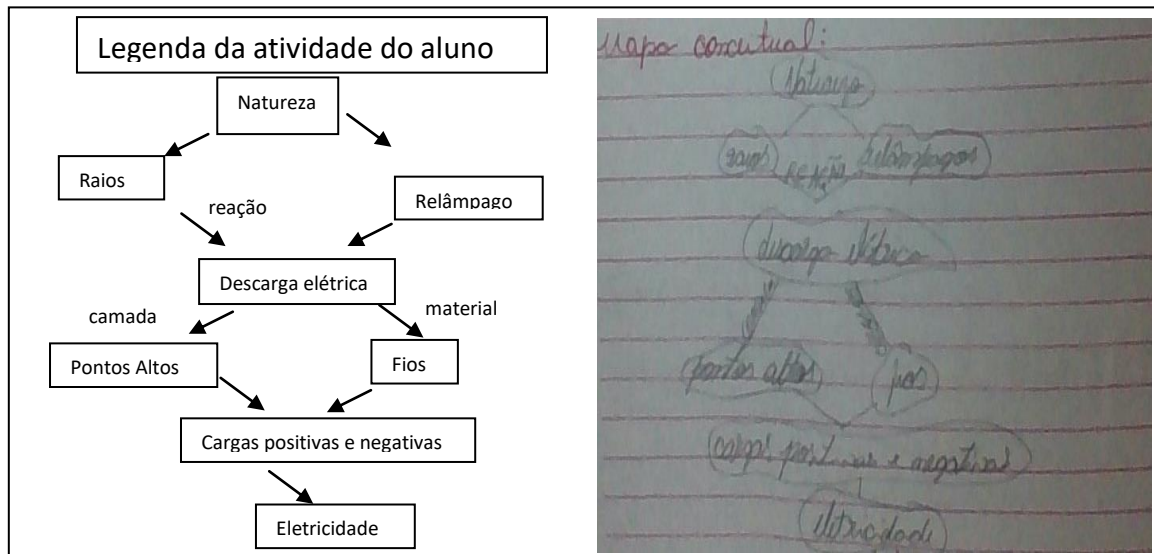 Legenda da atividade do aluno
Natureza
Raios
Relâmpago
reação
Descarga elétrica
camada
material
Pontos Altos
Fios
Cargas positivas e negativas
Eletricidade
Mapa conceitual:
Natureza
raios REAÇÃO relâmpagos
descarga elétrica
pontos altos fios
cargas positivas e negativas
eletricidade